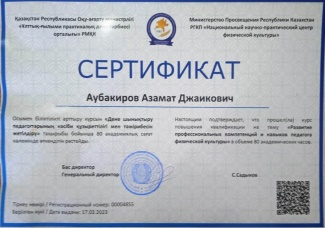 Қазақстан Республикасы Оқу-ағарту министрлігі
«Ұлттық ғылыми практикалық дене тәрбиесі
орталығы» РМҚК
Министерство Просвещения Республики Казахстан
РГКП «Национальный научно-практический центр
физической культуры»
СЕРТИФИКАТ
Аубакиров Азамат Джаикович
Осымен біліктілікті арттыру курсын «Дене шынықтыру
педагогтарының кәсіби құзыреттілігі мен тәжірибесін
жетілдіру» тақырыбы бойынша 80 академиялық сағат
көлемінде өткендігін растайды.
Настоящий подтверждает, что прошел(ла) курс
повышения квалификации на тему «Развитие
профессиональных компетенций и навыков педагога
физической культуры» в объеме 80 академических часов.
Бас директор
Генеральный директор
С.Садыков
Тіркеу нөмірі / Регистрационный номер 00004855
Берілген күні / Дата выдачи 17.03.2023